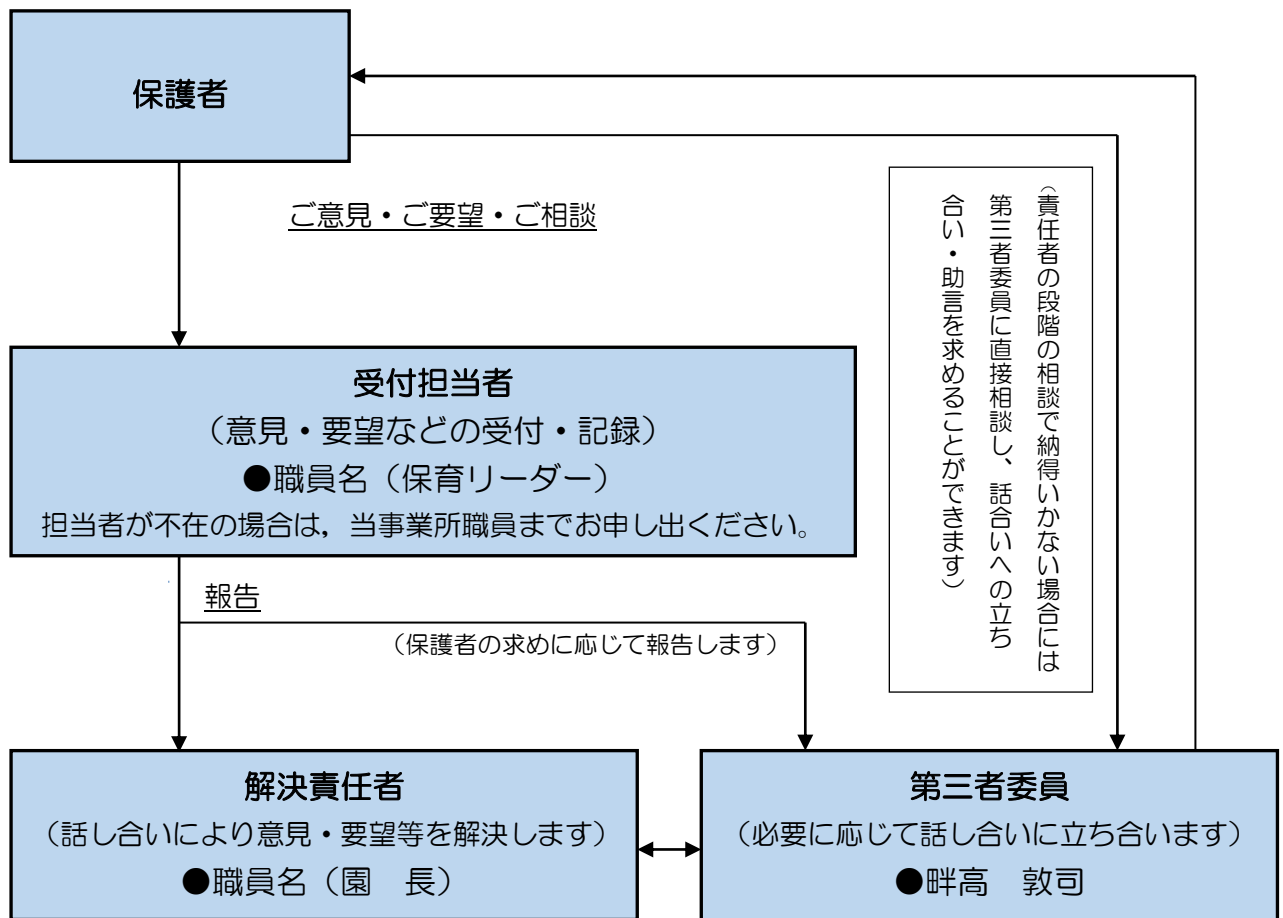 保護者
ご意見・ご要望・ご相談
（責任者の段階の相談で納得いかない場合には
第三者委員に直接相談し、話合いへの立ち
合い・助言を求めることができます）
受付担当者
（意見・要望などの受付・記録）
●職員名（保育リーダー）
担当者が不在の場合は，当事業所職員までお申し出ください。
報告
（保護者の求めに応じて報告します）
解決責任者
（話し合いにより意見・要望等を解決します）
●職員名（園　長）
第三者委員
（必要に応じて話し合いに立ち合います）
●畔高　敦司